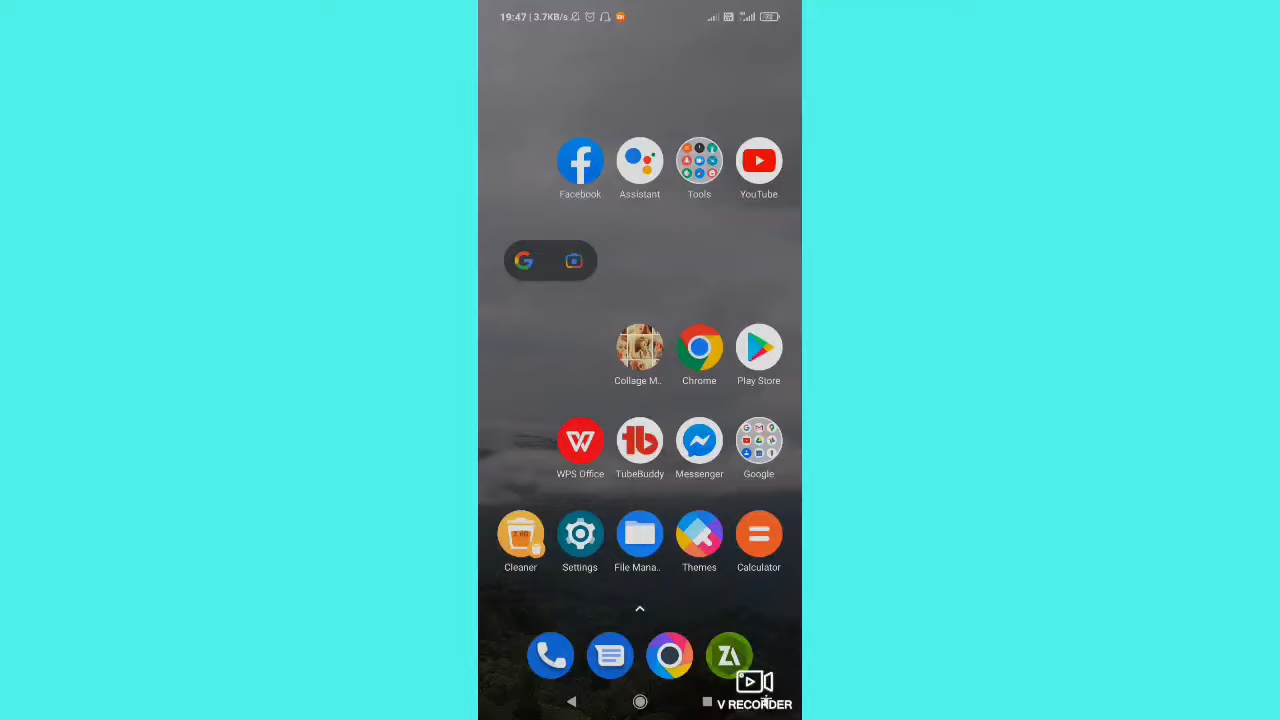 19:47 | 3.7KB/s
Facebook
Assistant
Tools
YouTube
Collage M..
Chrome
Play Store
WPS Office
TubeBuddy
Messenger
Google
Cleaner
Settings
File Mana..
Themes
Calculator
V RECORDER